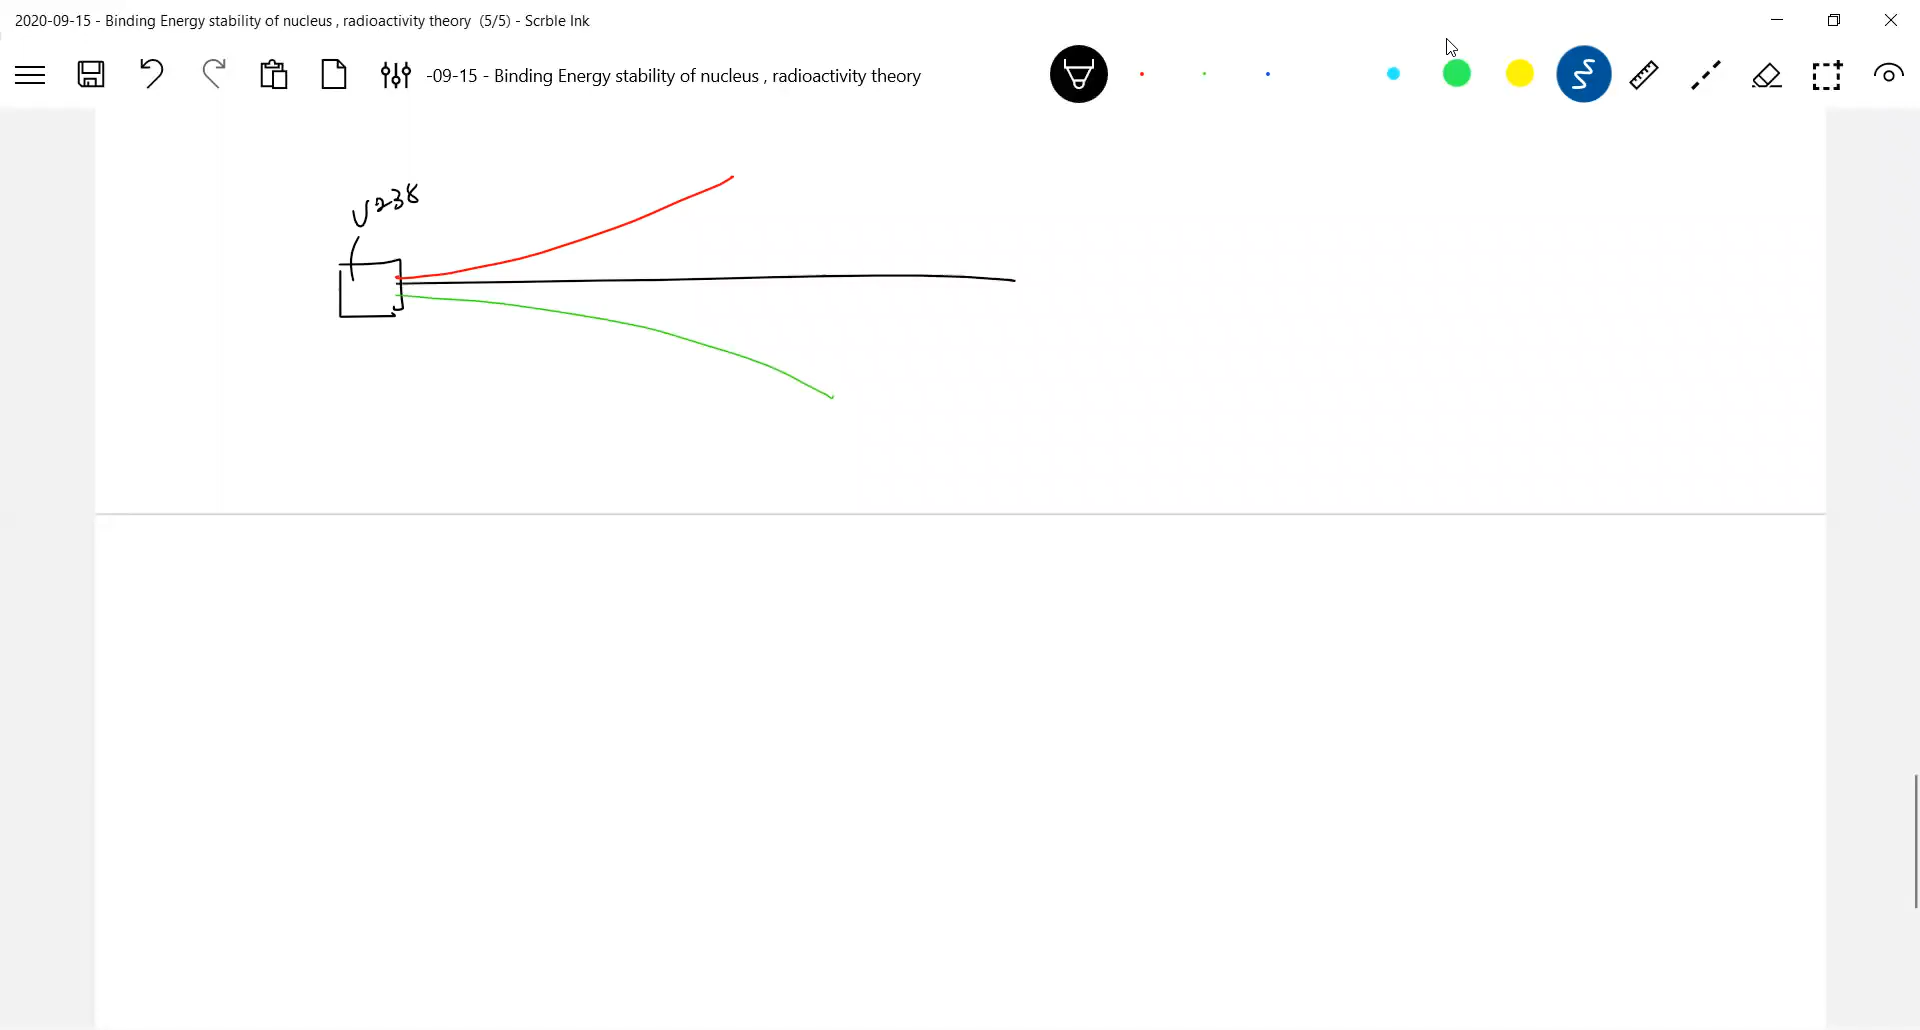 2020-09-15 - Binding Energy stability of nucleus , radioactivity theory (5/5) - Scrble Ink
-09-15 - Binding Energy stability of nucleus , radioactivity theory
U238